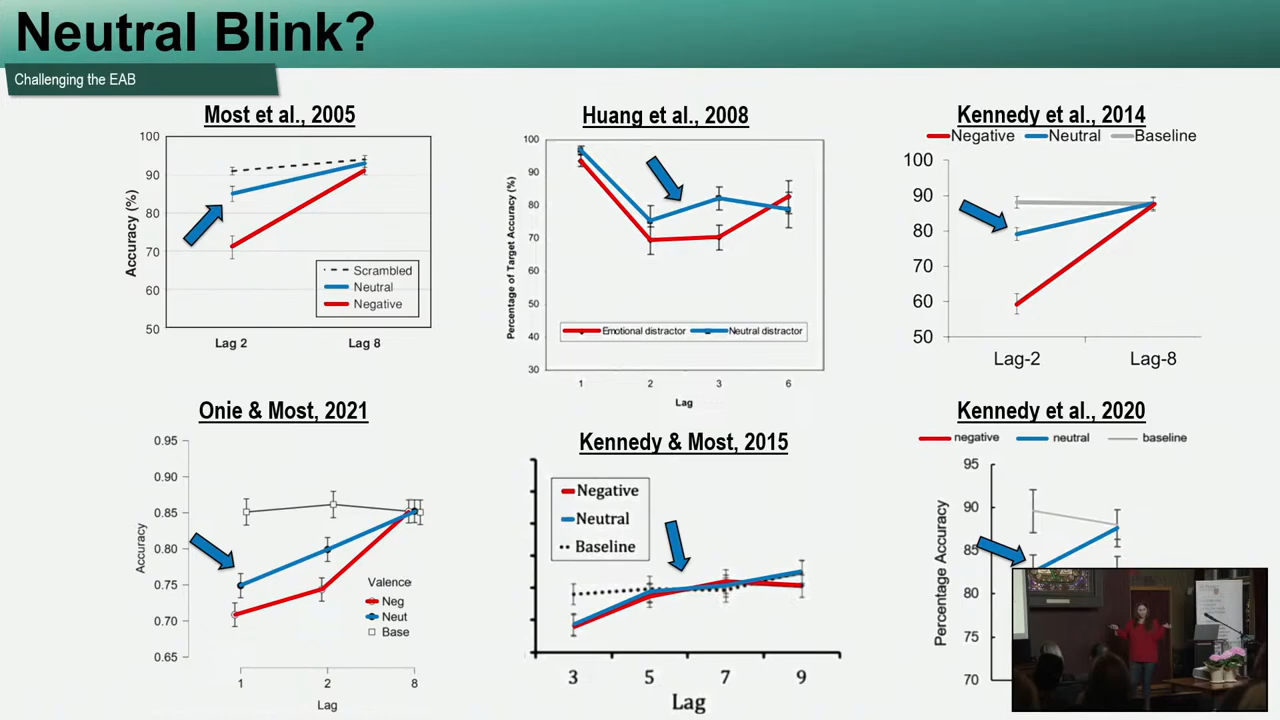 Neutral Blink?
Challenging the EAB
Most et al., 2005
100
90
80
70
60
50
Accuracy (%)
Scrambled
Neutral
Negative
Lag 2
Lag 8
Huang et al., 2008
100
90
80
70
60
50
40
30
Percentage of Target Accuracy (%)
Emotional distractor
Neutral distractor
1
2
3
6
Lag
Kennedy et al., 2014
Negative
Neutral
Baseline
100
90
80
70
60
50
Lag-2
Lag-8
Onie & Most, 2021
0.95
0.90
0.85
0.80
0.75
0.70
0.65
Accuracy
Valence
Neg
Neut
Base
1
2
8
Lag
Kennedy & Most, 2015
Negative
Neutral
Baseline
3
5
7
9
Lag
Kennedy et al., 2020
negative
neutral
baseline
95
90
85
80
75
70
Percentage Accuracy